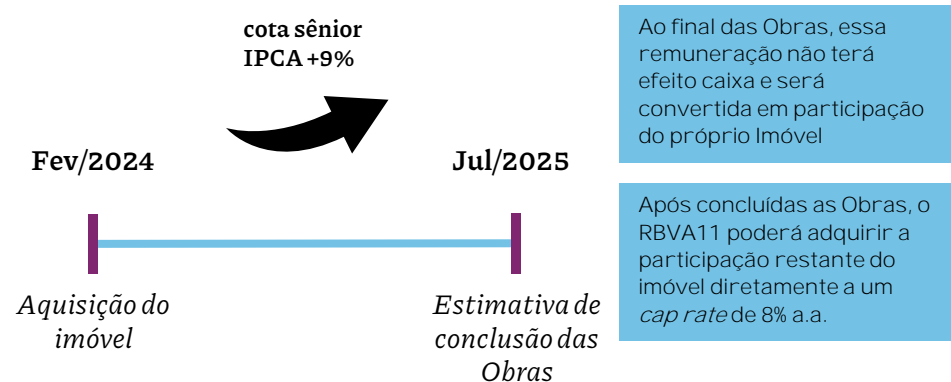 cota sênior
IPCA +9%
Fev/2024
Jul/2025
Aquisição do
imóvel
Estimativa de
conclusão das
Obras
Ao final das Obras, essa
remuneração não terá
efeito caixa e será
convertida em participação
do próprio Imóvel
Após concluídas as Obras, o
RBVA11 poderá adquirir a
participação restante do
imóvel diretamente a um
cap rate de 8% a.a.